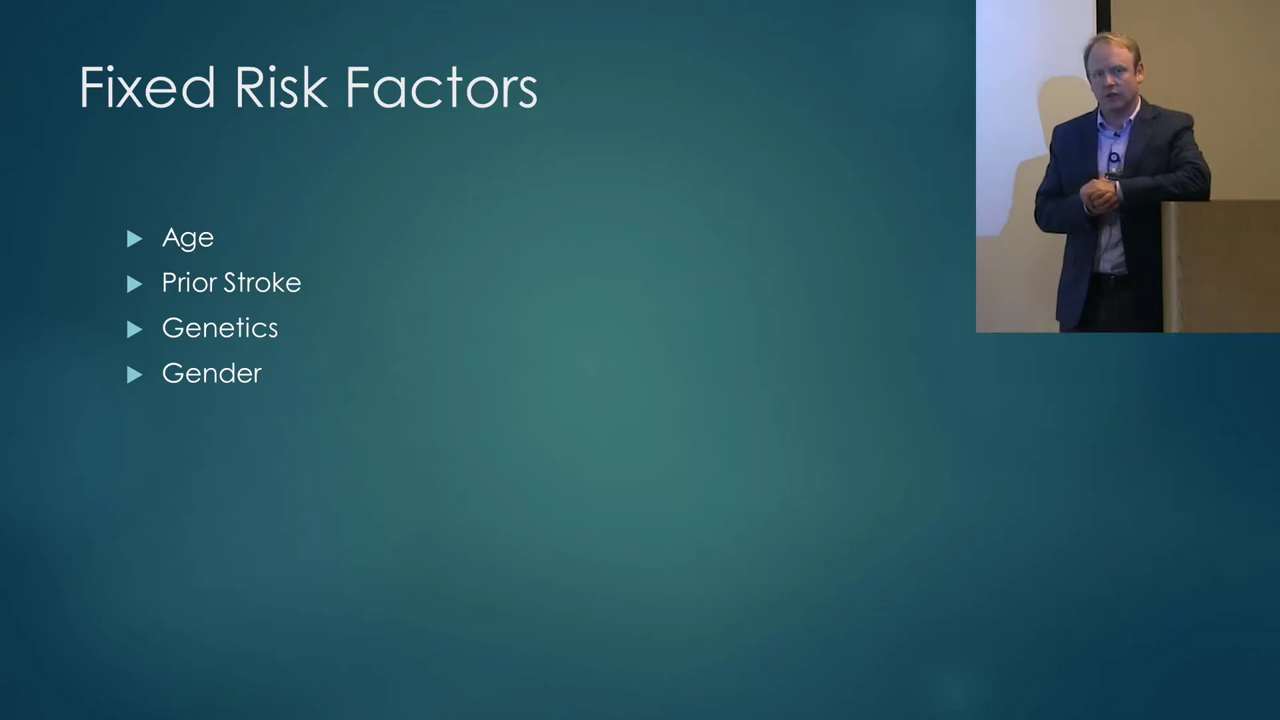 Fixed Risk Factors
Age
Prior Stroke
Genetics
Gender